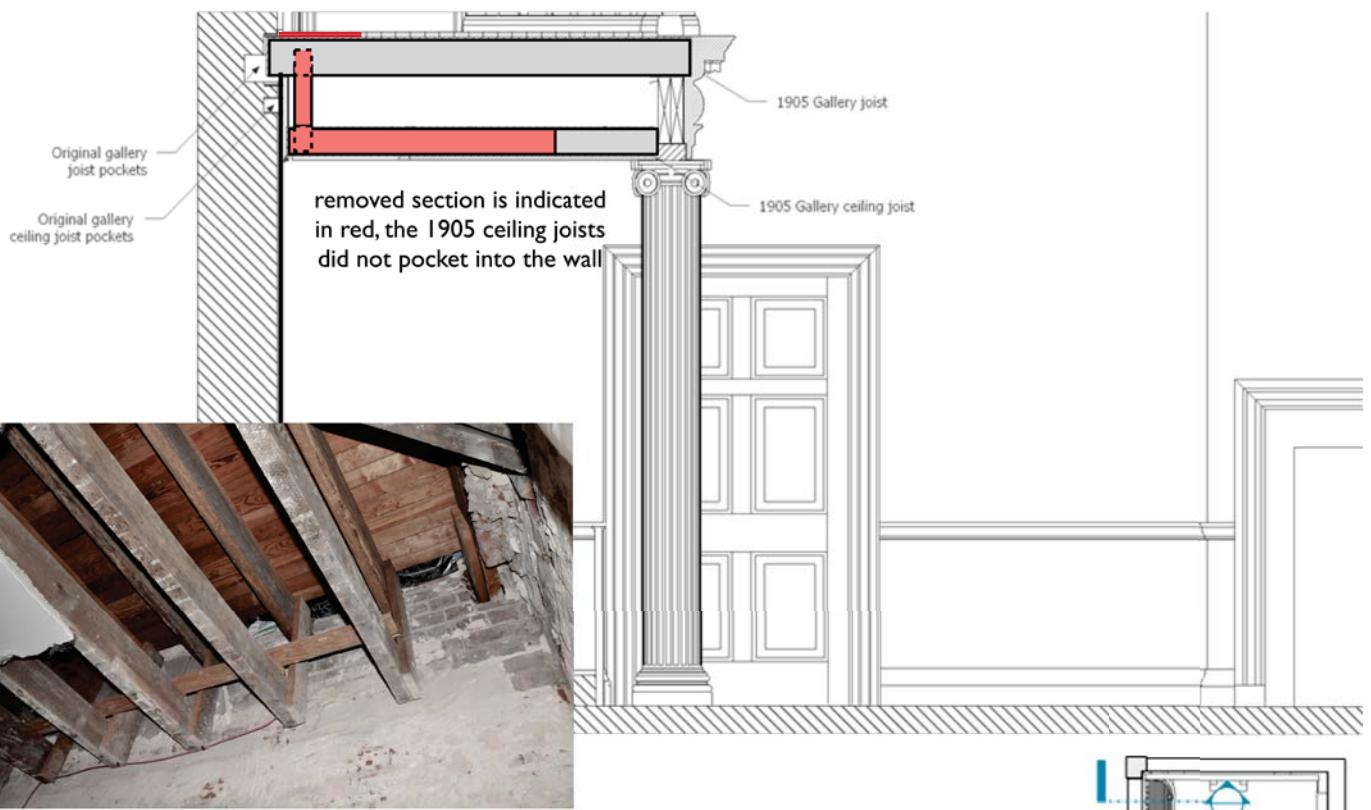 1905 Gallery joist
Original gallery
joist pockets
removed section is indicated
in red, the 1905 ceiling joists
did not pocket into the wall
1905 Gallery ceiling joist
Original gallery
ceiling joist pockets